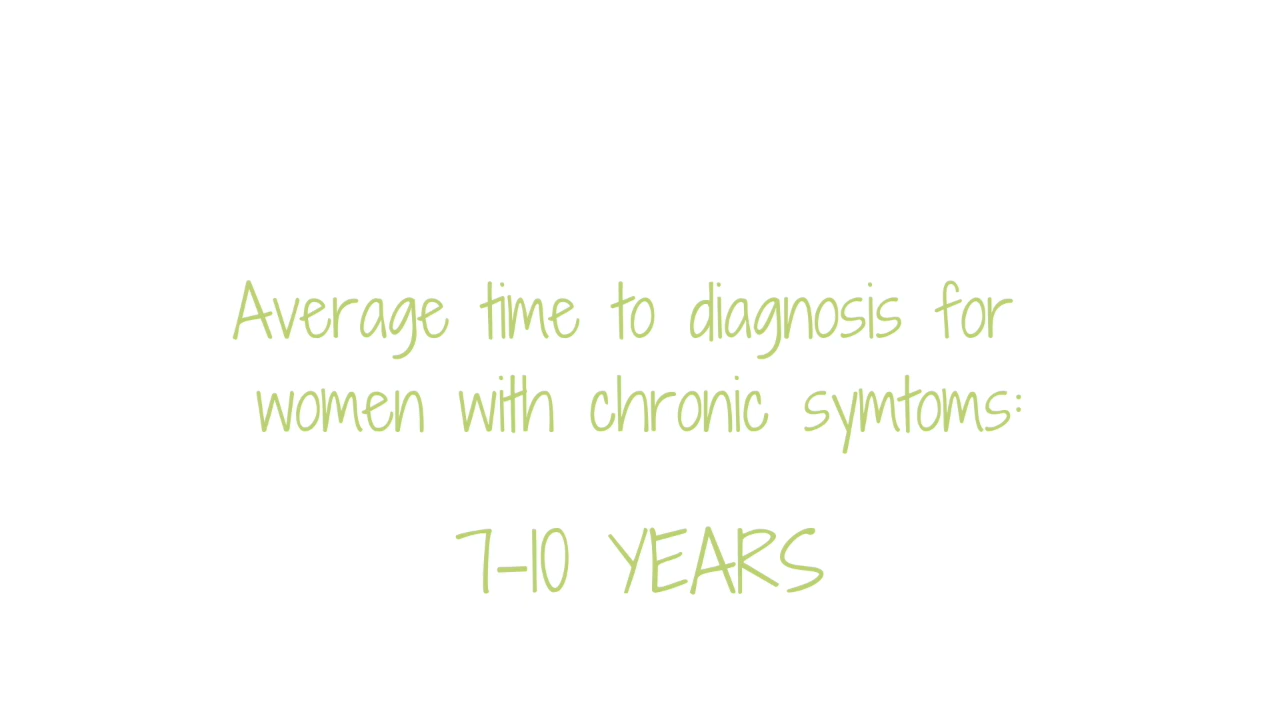 Average time to diagnosis for
women with chronic symtoms:
7-10 YEARS